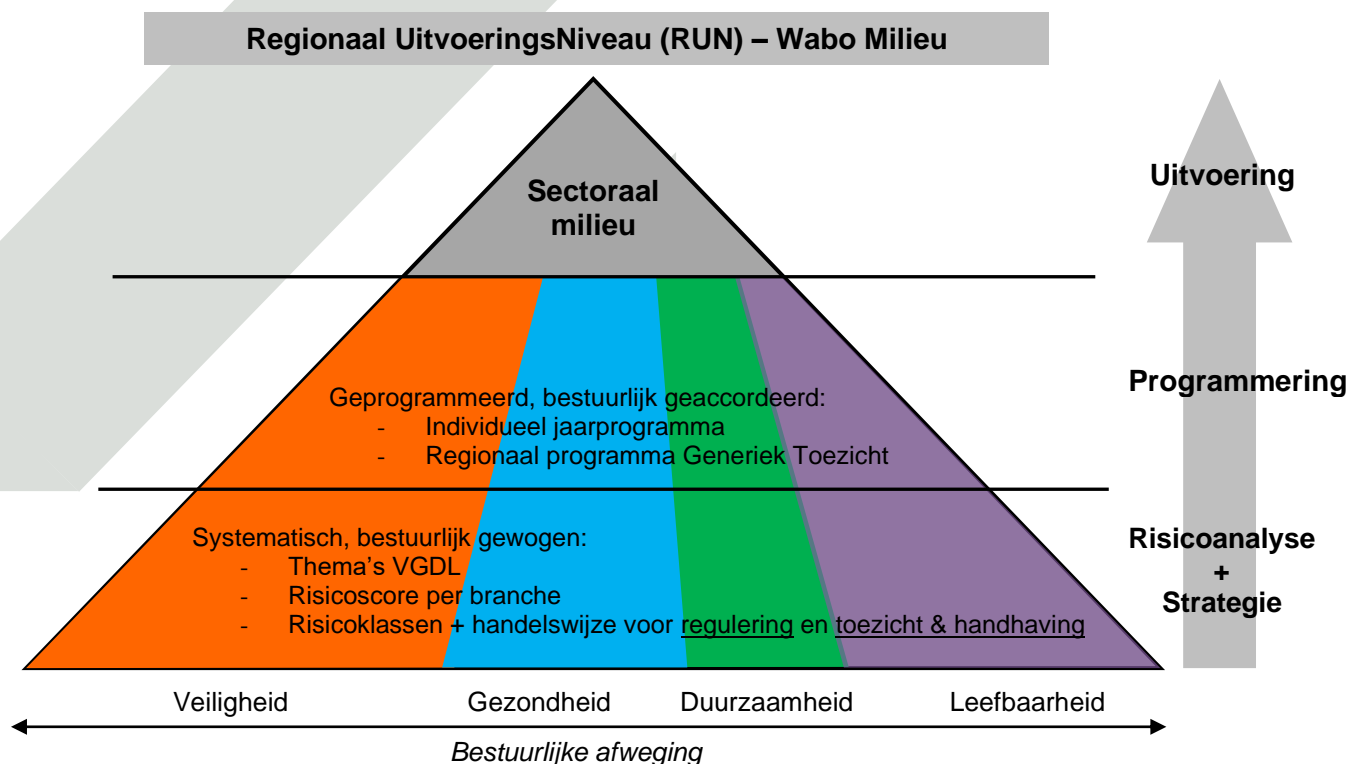 Regionaal UitvoeringsNiveau (RUN) – Wabo Milieu
Sectoraal
milieu
Uitvoering
Geprogrammeerd, bestuurlijk geaccordeerd:
- Individueel jaarprogramma
- Regionaal programma Generiek Toezicht
Programmering
Systematisch, bestuurlijk gewogen:
- Thema's VGDL
- Risicoscore per branche
- Risicoklassen + handelswijze voor regulering en toezicht & handhaving
Risicoanalyse
+
Strategie
Veiligheid Gezondheid Duurzaamheid Leefbaarheid
Bestuurlijke afweging